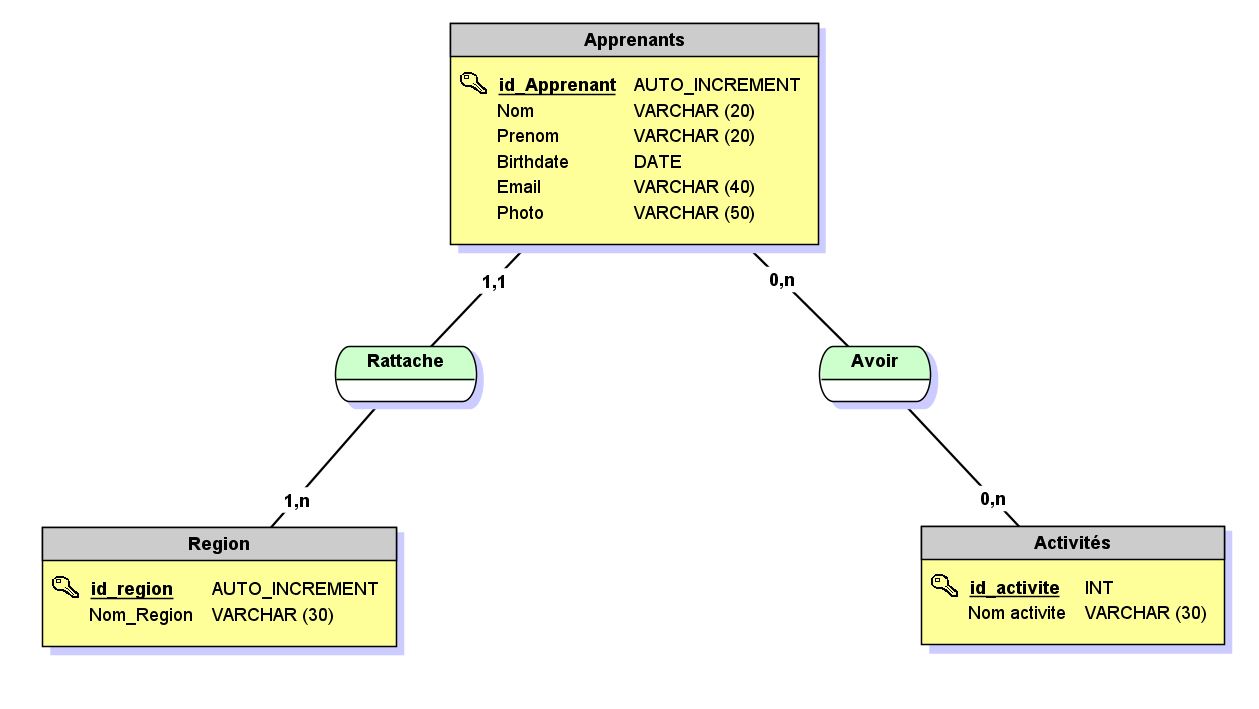 Apprenants
id_Apprenant AUTO_INCREMENT
Nom VARCHAR (20)
Prenom VARCHAR (20)
Birthdate DATE
Email VARCHAR (40)
Photo VARCHAR (50)
1,1
0,n
Rattache
Avoir
1,n
0,n
Region
id_region AUTO_INCREMENT
Nom_Region VARCHAR (30)
Activités
id_activite INT
Nom activite VARCHAR (30)